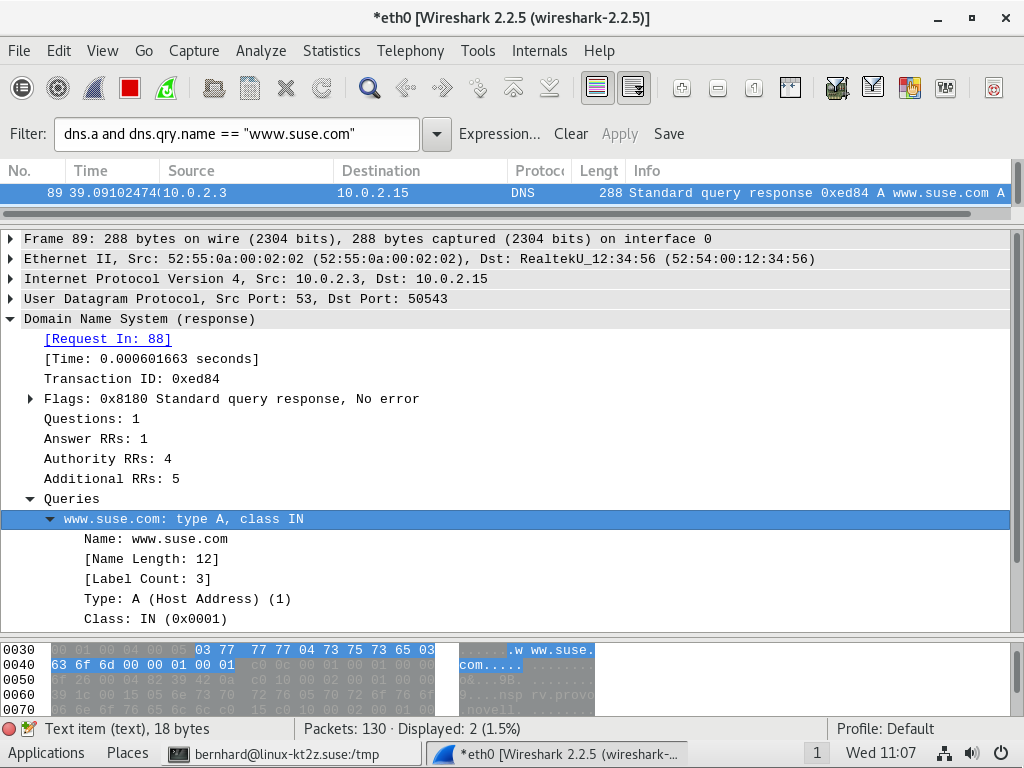 *eth0 [Wireshark 2.2.5 (wireshark-2.2.5)]
File Edit View Go Capture Analyze Statistics Telephony Tools Internals Help
Filter: dns.a and dns.qry.name == "www.suse.com" Expression... Clear Apply Save
No. Time Source Destination Protoc Lengt Info
89 39.09102474 10.0.2.3 10.0.2.15 DNS 288 Standard query response 0xed84 A www.suse.com A
Frame 89: 288 bytes on wire (2304 bits), 288 bytes captured (2304 bits) on interface 0
Ethernet II, Src: 52:55:0a:00:02:02 (52:55:0a:00:02:02), Dst: RealtekU_12:34:56 (52:54:00:12:34:56)
Internet Protocol Version 4, Src: 10.0.2.3, Dst: 10.0.2.15
User Datagram Protocol, Src Port: 53, Dst Port: 50543
Domain Name System (response)
[Request In: 88]
[Time: 0.000601663 seconds]
Transaction ID: 0xed84
Flags: 0x8180 Standard query response, No error
Questions: 1
Answer RRs: 1
Authority RRs: 4
Additional RRs: 5
Queries
www.suse.com: type A, class IN
Name: www.suse.com
[Name Length: 12]
[Label Count: 3]
Type: A (Host Address) (1)
Class: IN (0x0001)
0030 00 01 00 04 00 05 03 77 77 77 04 73 75 73 65 03 .......w ww.suse.
0040 63 6f 6d 00 00 01 00 01 c0 0c 00 01 00 01 00 00 com..... ........
0050 6f 26 00 04 82 39 42 0a c0 10 00 02 00 01 00 00 o&...9B. ........
0060 39 1c 00 15 05 6e 73 70 72 76 05 70 72 6f 76 6f 9....nsp rv.provo
0070 06 6e 6f 76 65 6c 6c c0 15 c0 10 00 02 00 01 00 .novell. ........
Text item (text), 18 bytes Packets: 130 · Displayed: 2 (1.5%) Profile: Default
Applications Places bernhard@linux-kt2z.suse:/tmp *eth0 [Wireshark 2.2.5 (wireshark-... 1 Wed 11:07